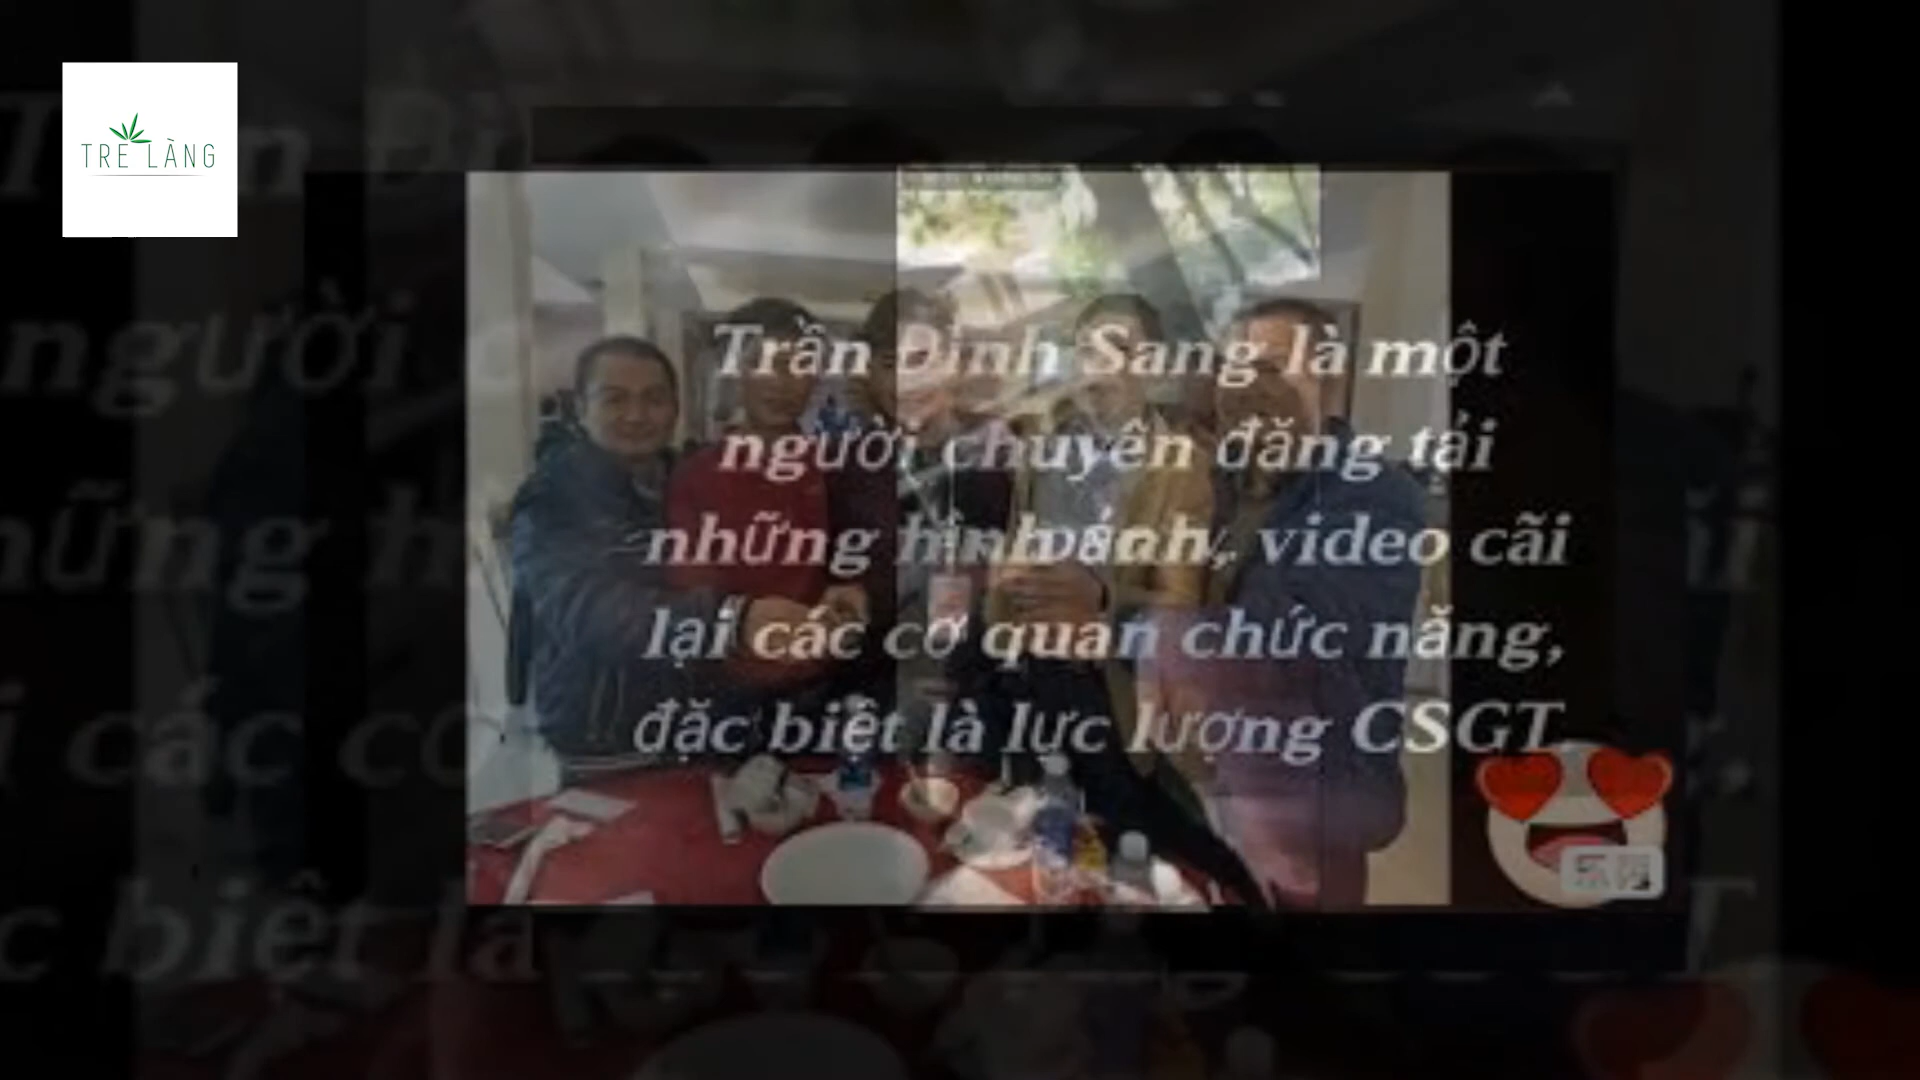 TRE LÀNG
Trần Đình Sang là một
người chuyên đăng tải
những hình ảnh, video cãi
lại các cơ quan chức năng,
đặc biệt là lực lượng CSGT